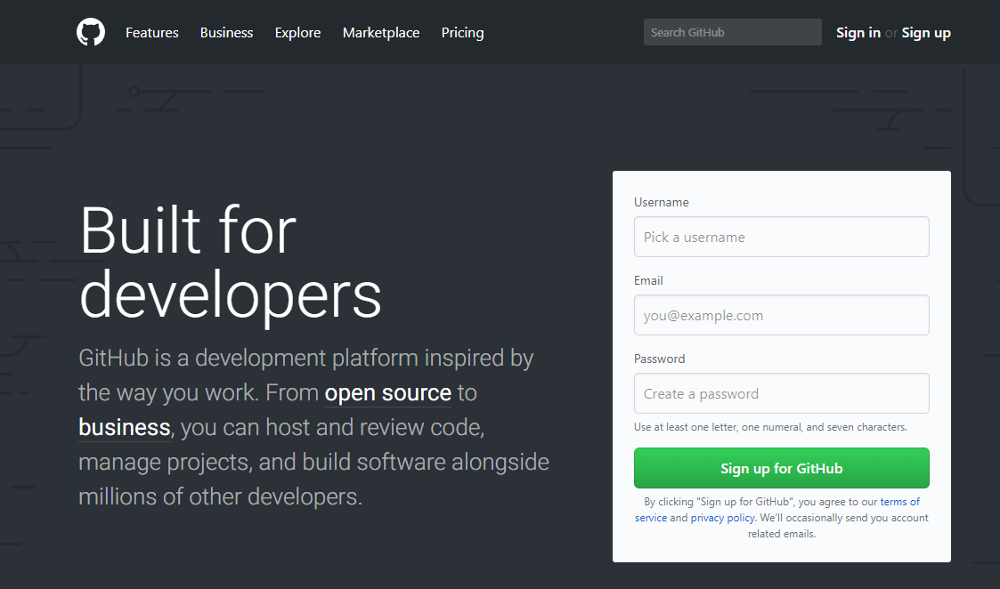 Features Business Explore Marketplace Pricing Search GitHub Sign in or Sign up
Built for
developers
GitHub is a development platform inspired by
the way you work. From open source to
business, you can host and review code,
manage projects, and build software alongside
millions of other developers.
Username
Pick a username
Email
you@example.com
Password
Create a password
Use at least one letter, one numeral, and seven characters.
Sign up for GitHub
By clicking "Sign up for GitHub", you agree to our terms of
service and privacy policy. We'll occasionally send you account
related emails.